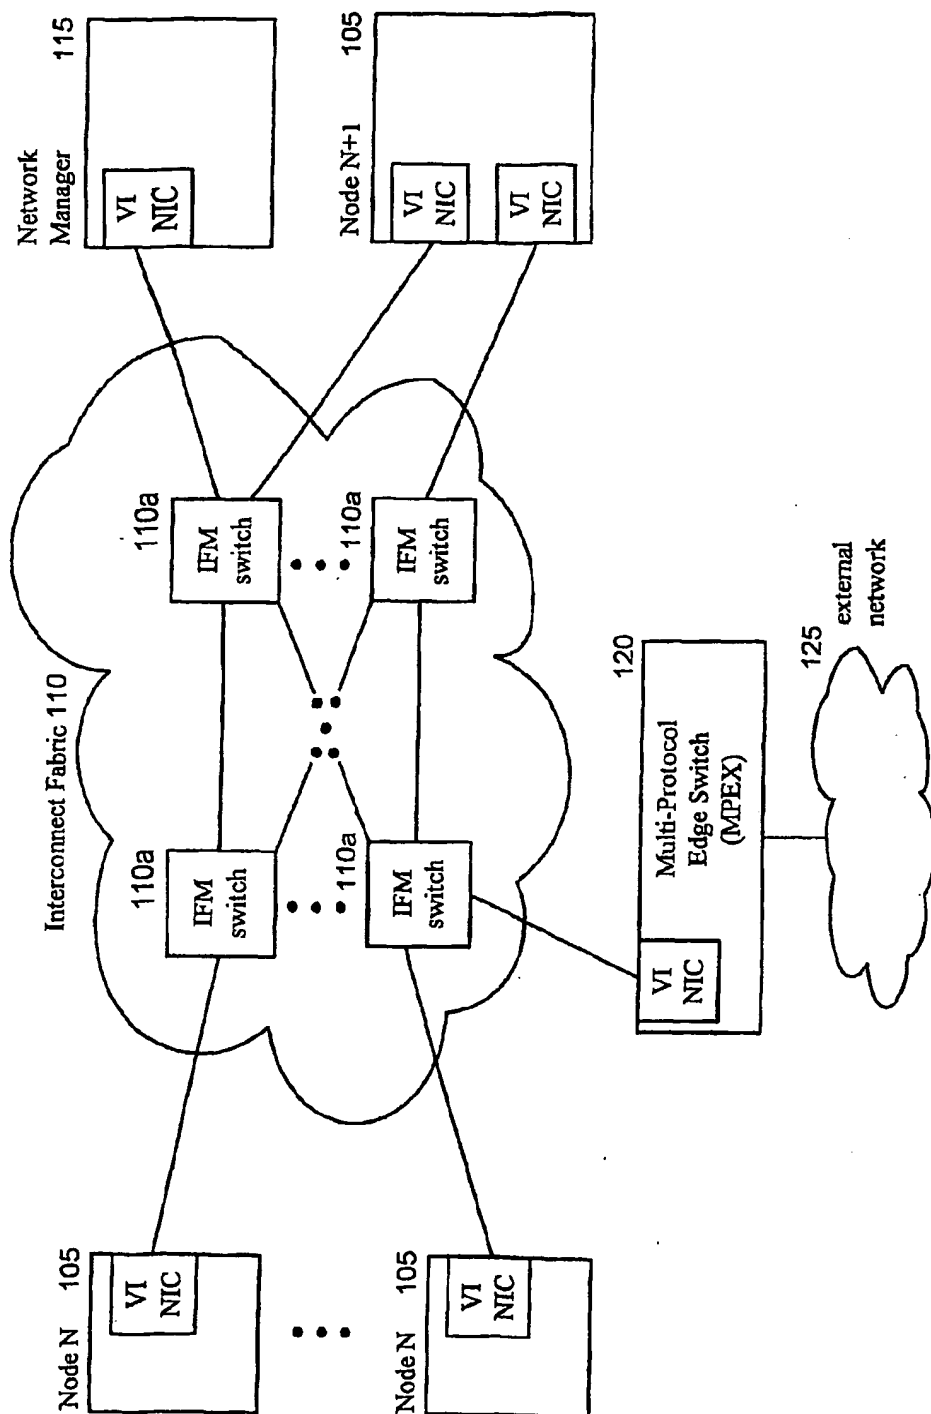 Network
Manager
115
VI
NIC
Node N+1
105
VI
NIC
VI
NIC
Interconnect Fabric 110
110a
IFM
switch
110a
IFM
switch
110a
IFM
switch
110a
IFM
switch
Node N
105
VI
NIC
Node N
105
VI
NIC
120
Multi-Protocol
Edge Switch
(MPEX)
VI
NIC
125
external
network